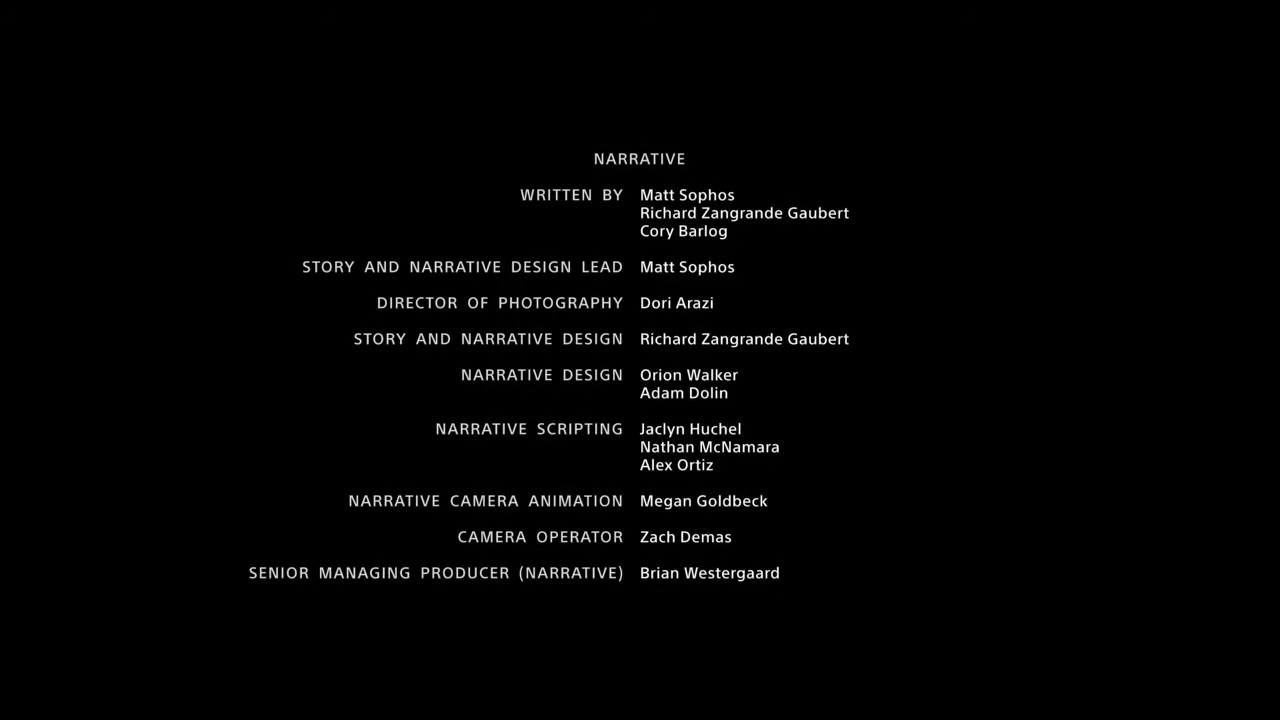 NARRATIVE
WRITTEN BY Matt Sophos
Richard Zangrande Gaubert
Cory Barlog
STORY AND NARRATIVE DESIGN LEAD Matt Sophos
DIRECTOR OF PHOTOGRAPHY Dori Arazi
STORY AND NARRATIVE DESIGN Richard Zangrande Gaubert
NARRATIVE DESIGN Orion Walker
Adam Dolin
NARRATIVE SCRIPTING Jaclyn Huchel
Nathan McNamara
Alex Ortiz
NARRATIVE CAMERA ANIMATION Megan Goldbeck
CAMERA OPERATOR Zach Demas
SENIOR MANAGING PRODUCER (NARRATIVE) Brian Westergaard